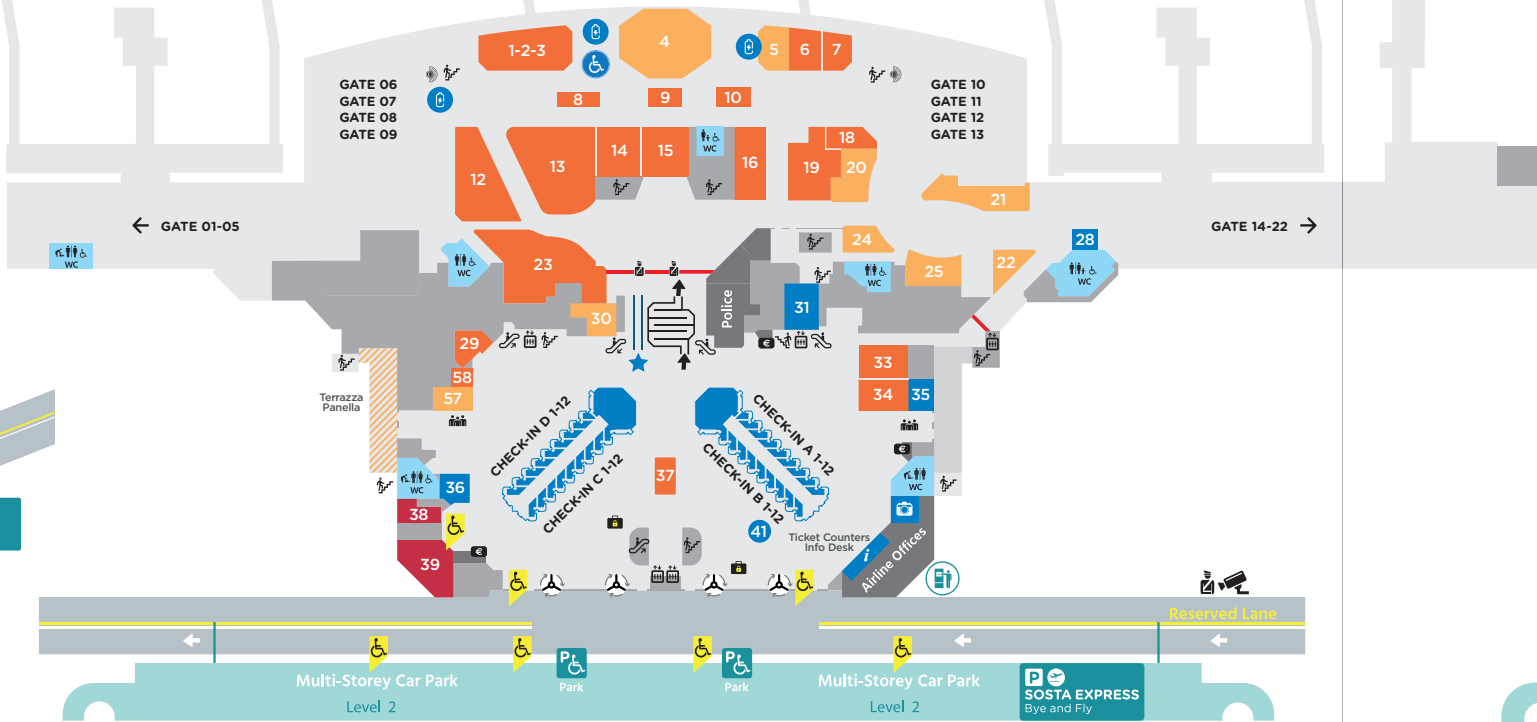 1-2-3
4
5
6
7
GATE 06
GATE 07
GATE 08
GATE 09
8
9
10
GATE 10
GATE 11
GATE 12
GATE 13
12
13
14
15
WC
16
18
19
20
21
← GATE 01-05
GATE 14-22 →
WC
WC
23
24
25
WC
22
28
WC
30
Police
31
€
29
58
57
Terrazza
Panella
33
34
35
€
CHECK-IN D 1-12
CHECK-IN C 1-12
CHECK-IN A 1-12
CHECK-IN B 1-12
37
WC
36
WC
38
39
€
41
Ticket Counters
Info Desk
i
Airline Offices
Reserved Lane
P
Park
P
Park
Multi-Storey Car Park
Level 2
Multi-Storey Car Park
Level 2
P
SOSTA EXPRESS
Bye and Fly